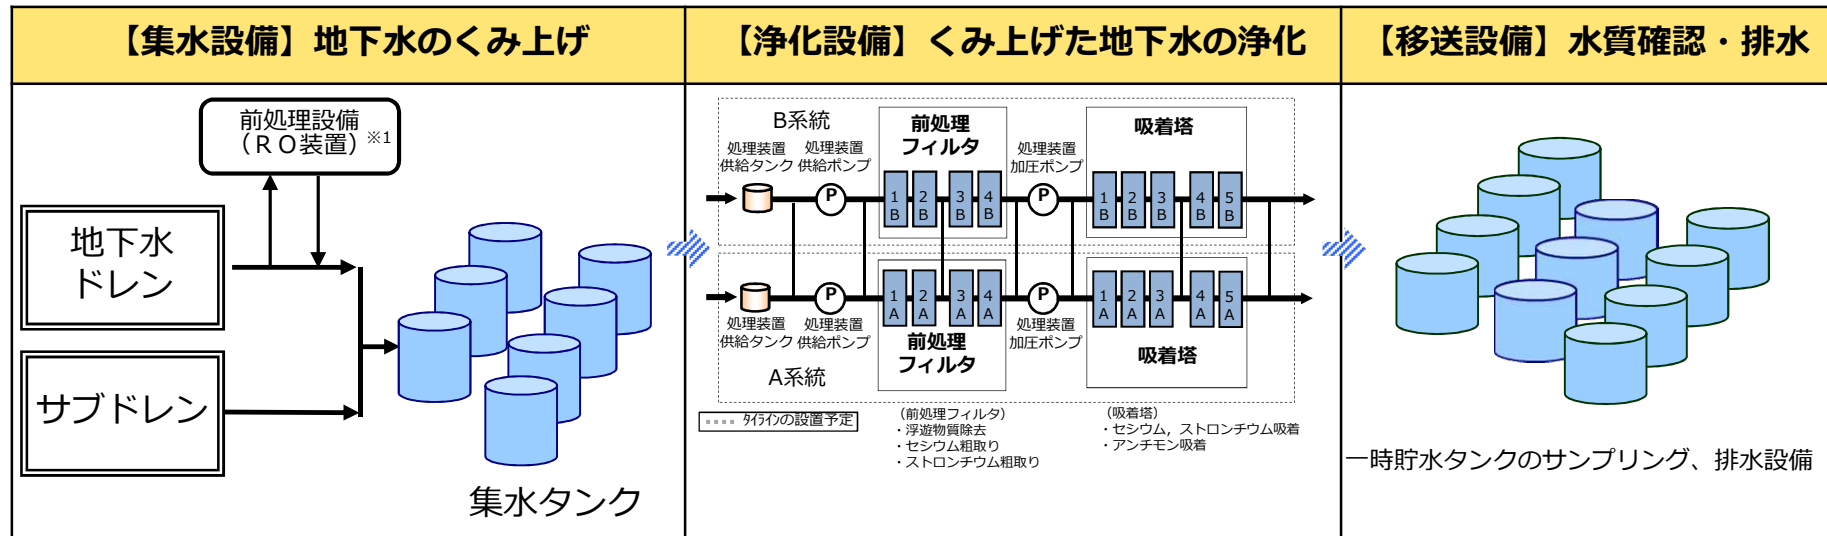 【集水設備】地下水のくみ上げ
【浄化設備】くみ上げた地下水の浄化
【移送設備】水質確認・排水
前処理設備
（ＲＯ装置）※1
地下水
ドレン
サブドレン
集水タンク
B系統
処理装置
供給タンク
処理装置
供給ポンプ
前処理
フィルタ
処理装置
加圧ポンプ
吸着塔
P
1B
2B
3B
4B
P
1B
2B
3B
4B
5B
P
1A
2A
3A
4A
P
1A
2A
3A
4A
5A
処理装置
供給タンク
処理装置
供給ポンプ
前処理
フィルタ
処理装置
加圧ポンプ
吸着塔
A系統
ﾀｲﾗｲﾝの設置予定
（前処理フィルタ）
・浮遊物質除去
・セシウム粗取り
・ストロンチウム粗取り
（吸着塔）
・セシウム，ストロンチウム吸着
・アンチモン吸着
一時貯水タンクのサンプリング、排水設備